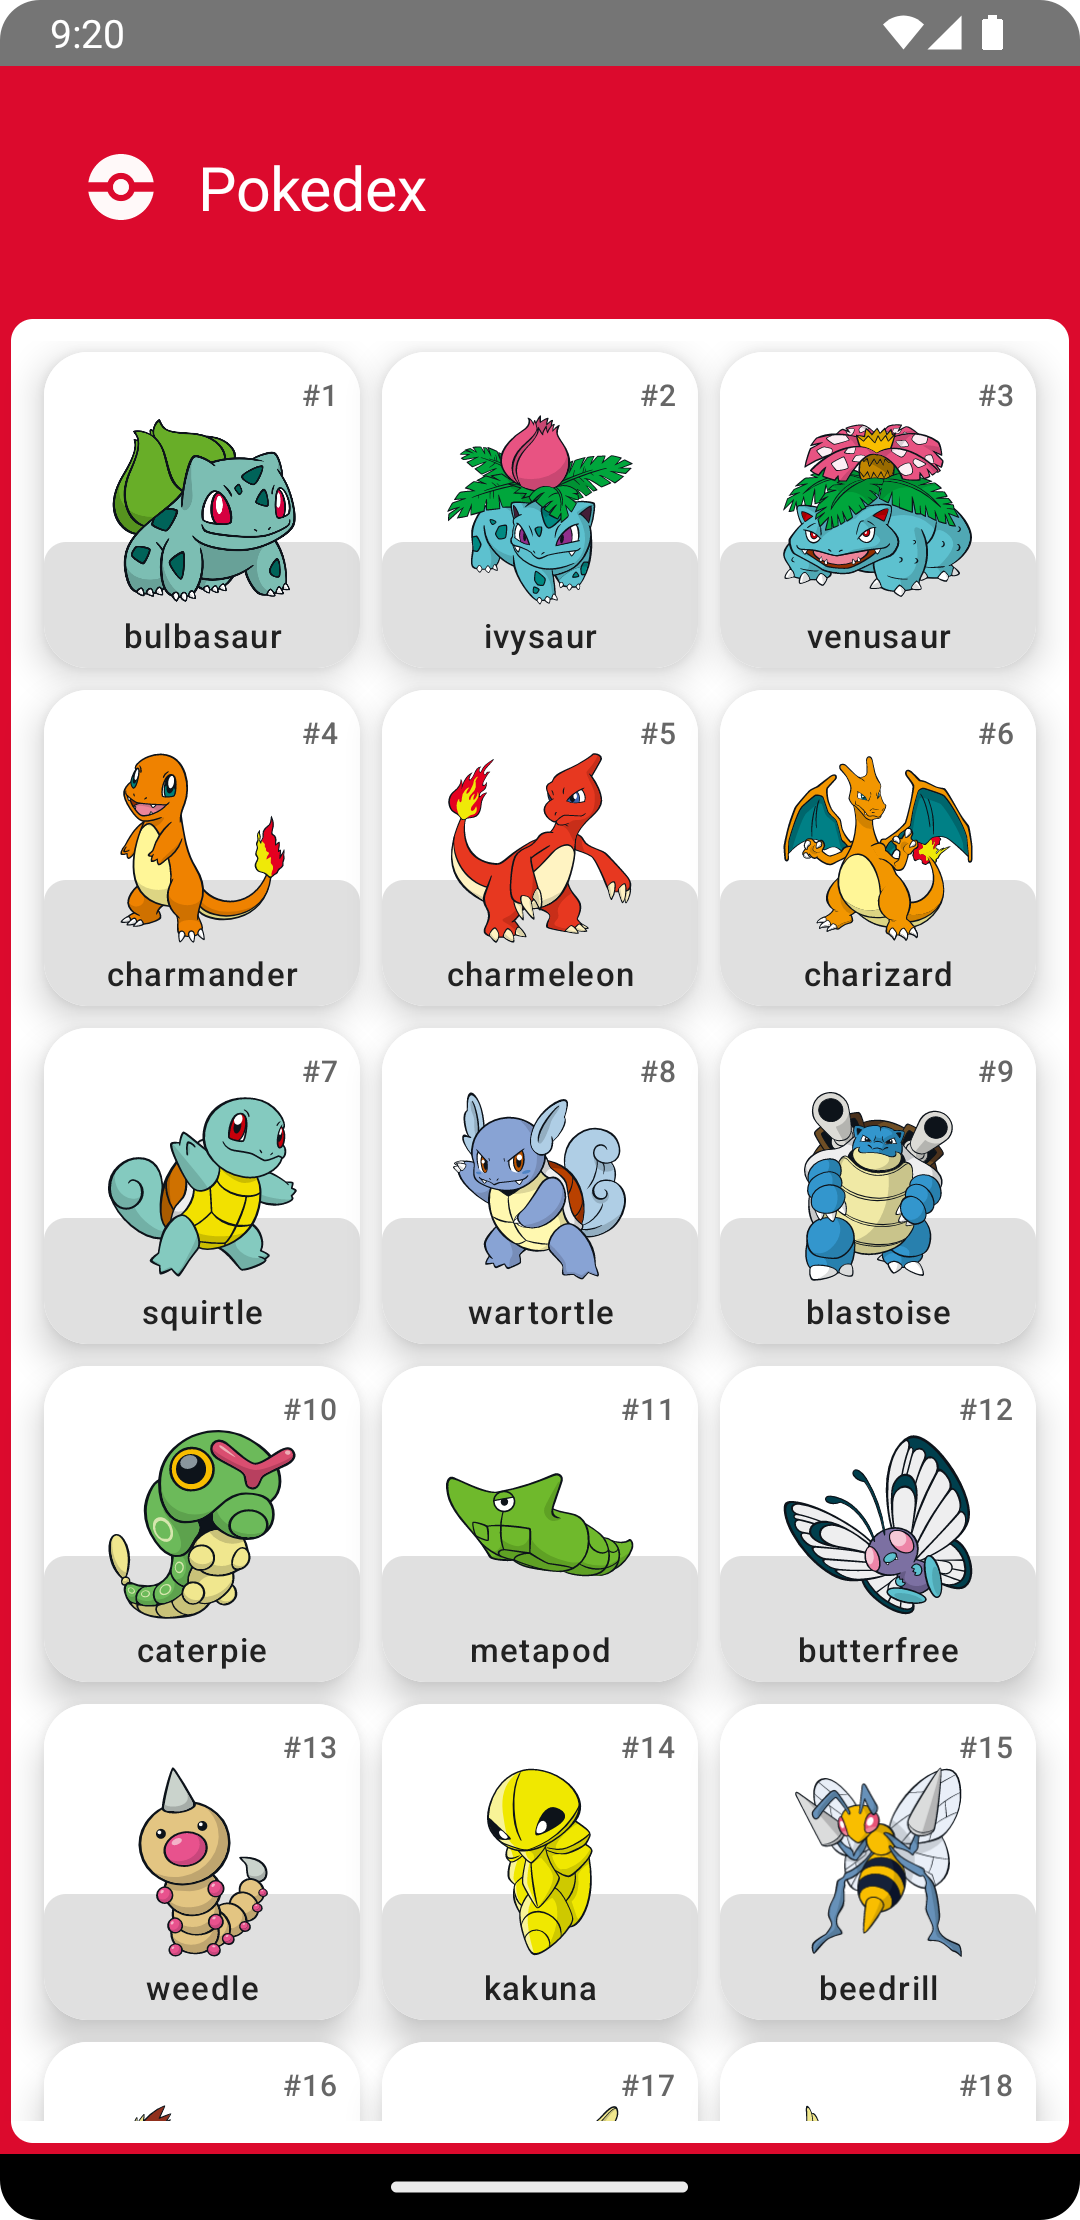 9:20
Pokedex
#1
#2
#3
bulbasaur
ivysaur
venusaur
#4
#5
#6
charmander
charmeleon
charizard
#7
#8
#9
squirtle
wartortle
blastoise
#10
#11
#12
caterpie
metapod
butterfree
#13
#14
#15
weedle
kakuna
beedrill
#16
#17
#18